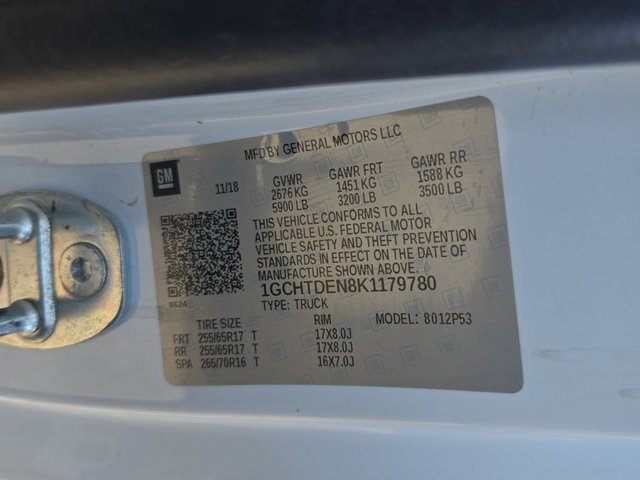 MFD BY GENERAL MOTORS LLC
GM
11/18 GVWR GAWR FRT GAWR RR
2676 KG 1451 KG 1588 KG
5900 LB 3200 LB 3500 LB
THIS VEHICLE CONFORMS TO ALL
APPLICABLE U.S. FEDERAL MOTOR
VEHICLE SAFETY AND THEFT PREVENTION
STANDARDS IN EFFECT ON THE DATE OF
MANUFACTURE SHOWN ABOVE.
8624 1GCHTDEN8K1179780
TYPE: TRUCK
TIRE SIZE RIM MODEL: 8012P53
FRT 255/65R17 T 17X8.0J
RR 255/65R17 T 17X8.0J
SPA 265/70R16 T 16X7.0J